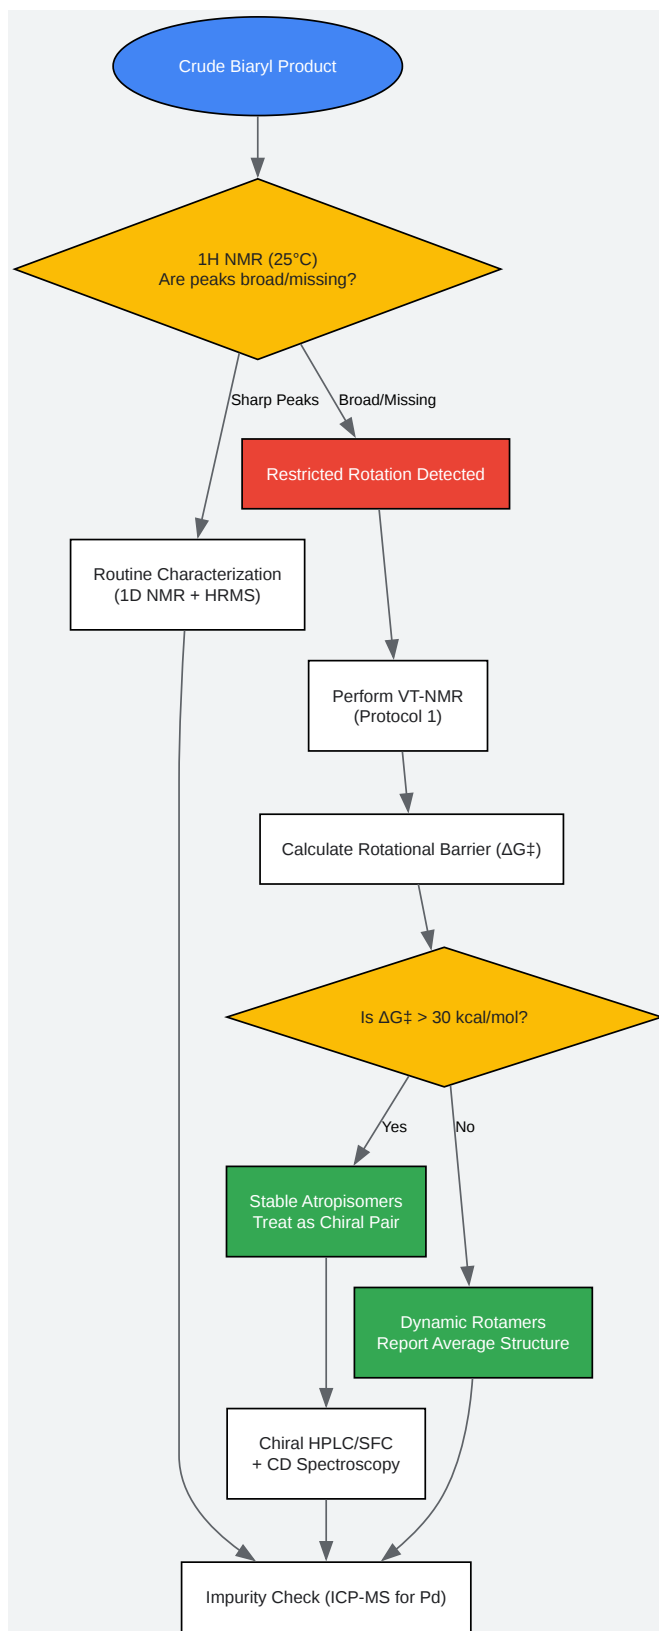 Crude Biaryl Product
1H NMR (25°C)
Are peaks broad/missing?
Sharp Peaks
Broad/Missing
Restricted Rotation Detected
Routine Characterization
(1D NMR + HRMS)
Perform VT-NMR
(Protocol 1)
Calculate Rotational Barrier (ΔG‡)
Is ΔG‡ > 30 kcal/mol?
Yes
No
Stable Atropisomers
Treat as Chiral Pair
Dynamic Rotamers
Report Average Structure
Chiral HPLC/SFC
+ CD Spectroscopy
Impurity Check (ICP-MS for Pd)